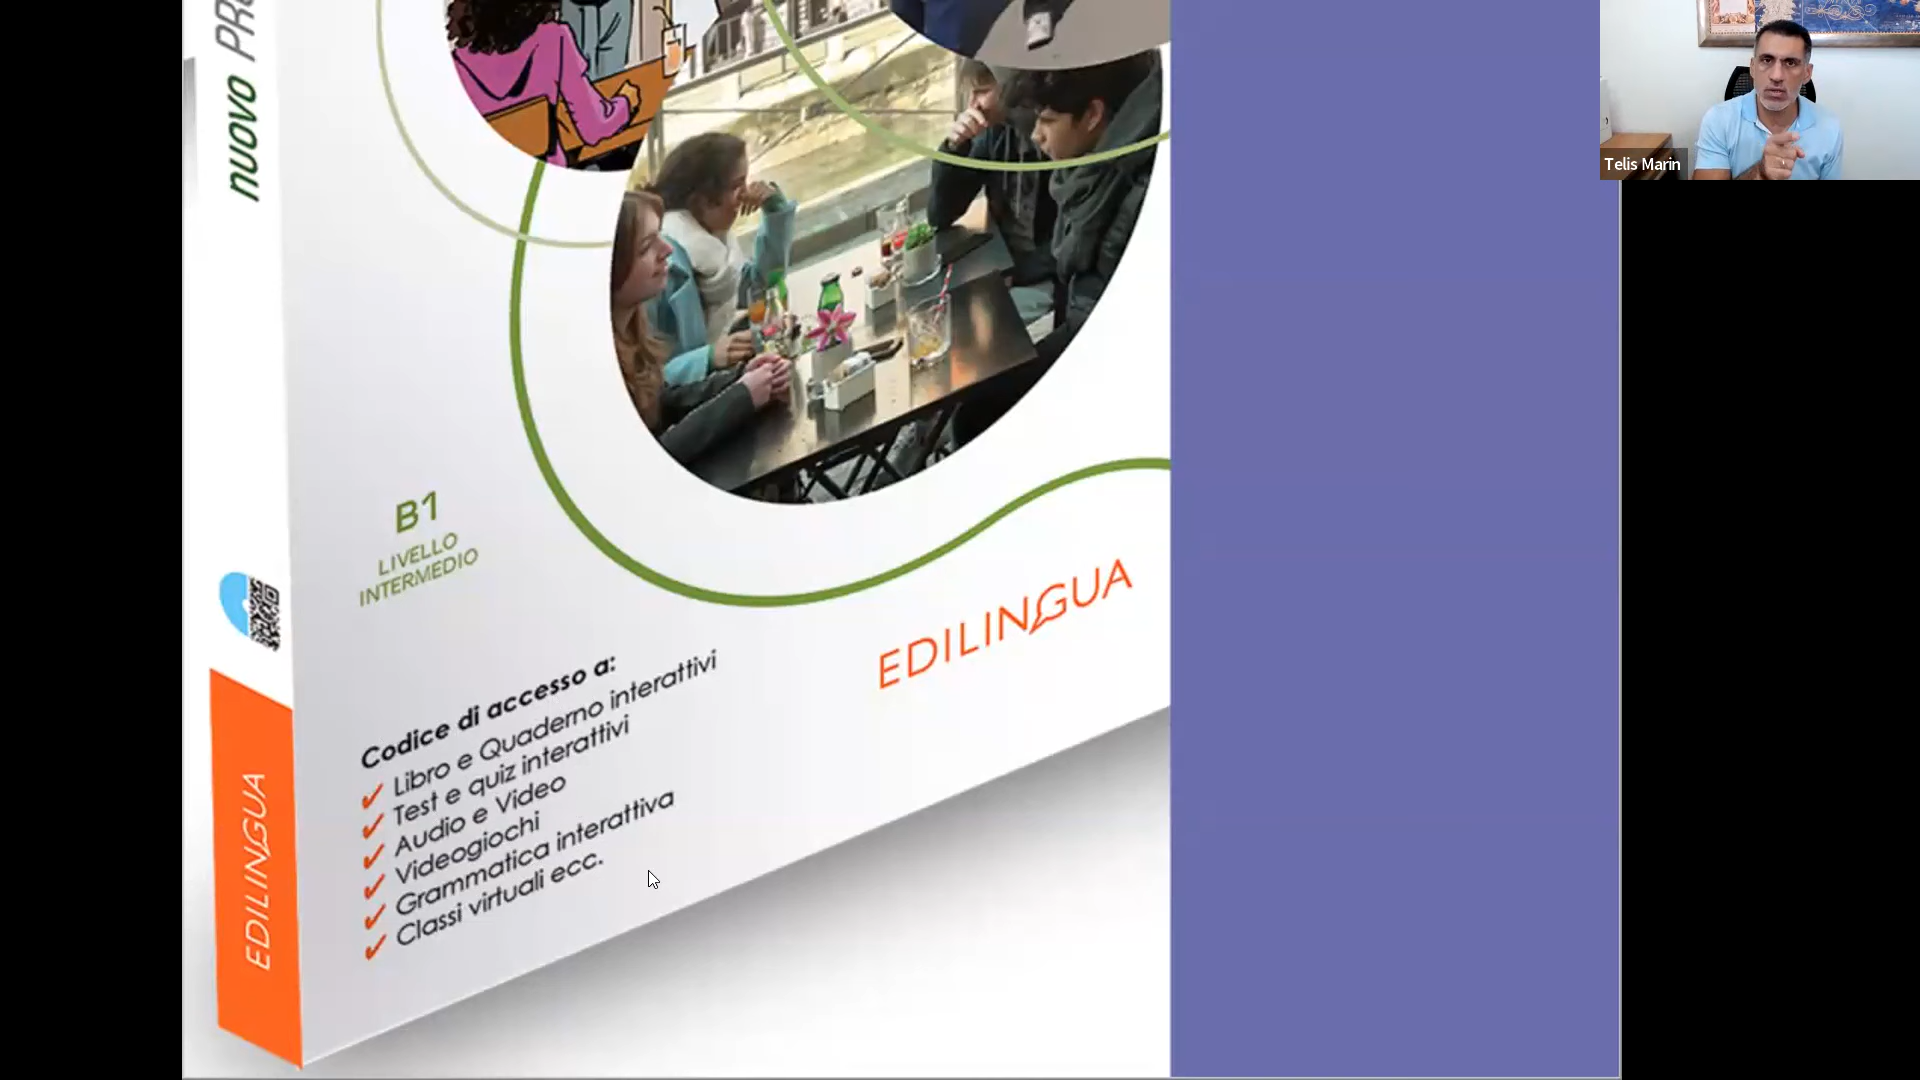 nuovo
B1
LIVELLO
INTERMEDIO
EDILINGUA
Codice di accesso a:
✓ Libro e Quaderno interattivi
✓ Test e quiz interattivi
✓ Audio e Video
✓ Videogiochi
✓ Grammatica interattiva
✓ Classi virtuali ecc.
EDILINGUA
Telis Marin